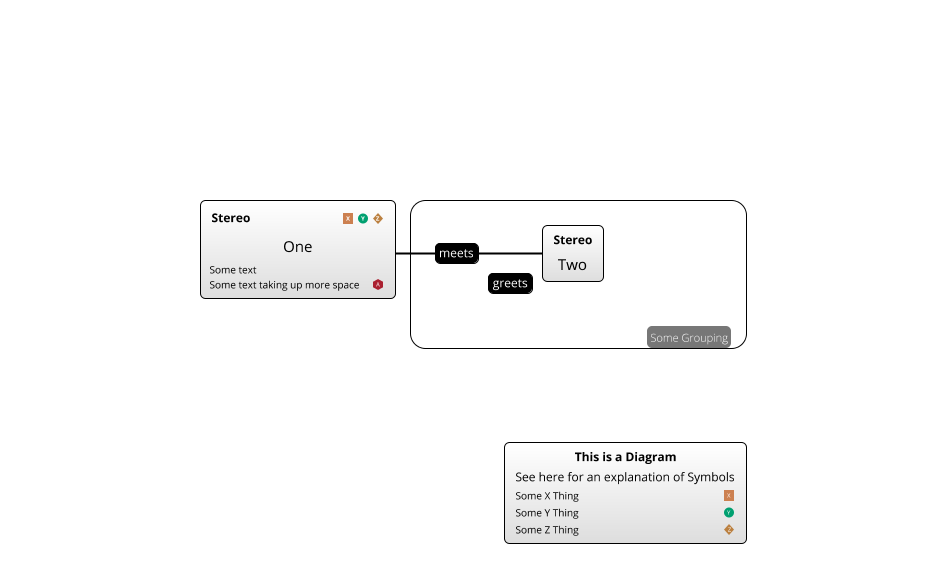 Stereo X Y Z
One
Some text
Some text taking up more space A
meets
greets
Stereo
Two
Some Grouping
This is a Diagram
See here for an explanation of Symbols
Some X Thing X
Some Y Thing Y
Some Z Thing Z